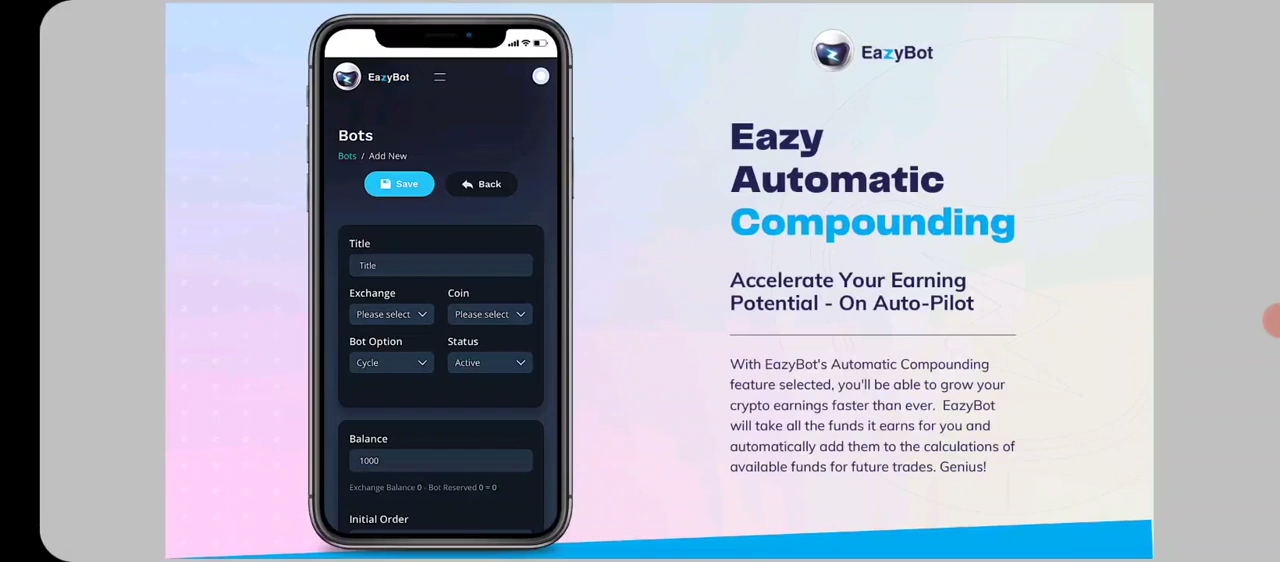 EazyBot
Bots
Bots / Add New
Save
Back
Title
Title
Exchange
Coin
Please select
Please select
Bot Option
Status
Cycle
Active
Balance
1000
Exchange Balance 0 - Bot Reserved 0 = 0
Initial Order
EazyBot
Eazy
Automatic
Compounding
Accelerate Your Earning
Potential - On Auto-Pilot
With EazyBot's Automatic Compounding
feature selected, you'll be able to grow your
crypto earnings faster than ever. EazyBot
will take all the funds it earns for you and
automatically add them to the calculations of
available funds for future trades. Genius!